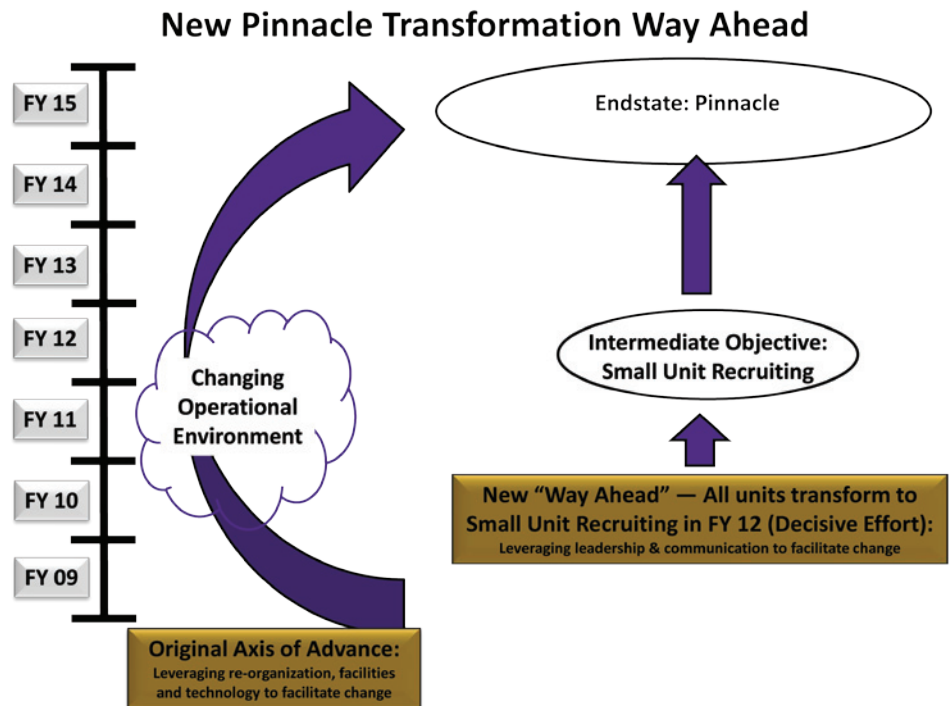 New Pinnacle Transformation Way Ahead
FY 15
FY 14
FY 13
FY 12
FY 11
FY 10
FY 09
Changing
Operational
Environment
Original Axis of Advance:
Leveraging re-organization, facilities
and technology to facilitate change
Endstate: Pinnacle
Intermediate Objective:
Small Unit Recruiting
New “Way Ahead” — All units transform to
Small Unit Recruiting in FY 12 (Decisive Effort):
Leveraging leadership & communication to facilitate change